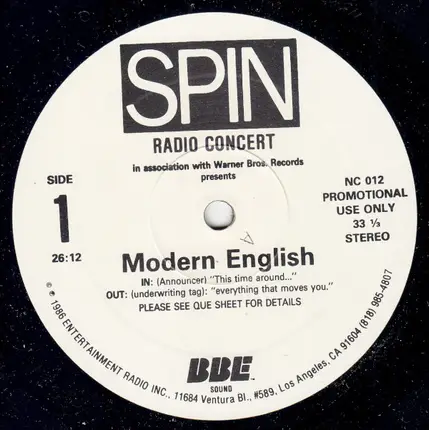 SPIN
RADIO CONCERT
in association with Warner Bros. Records
presents
SIDE
1
26:12
NC 012
PROMOTIONAL
USE ONLY
33 ⅓
STEREO
Modern English
IN: (Announcer) "This time around..."
OUT: (underwriting tag): "everything that moves you."
PLEASE SEE QUE SHEET FOR DETAILS
BBE
SOUND
℗ © 1986 ENTERTAINMENT RADIO INC., 11684 Ventura Bl., #589, Los Angeles, CA 91604 (818) 985-4807